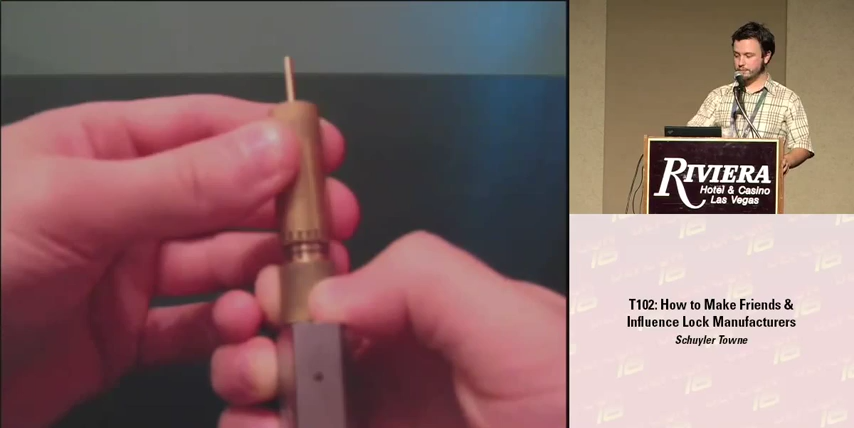 RIVIERA
Hotel & Casino
Las Vegas
T102: How to Make Friends &
Influence Lock Manufacturers
Schuyler Towne